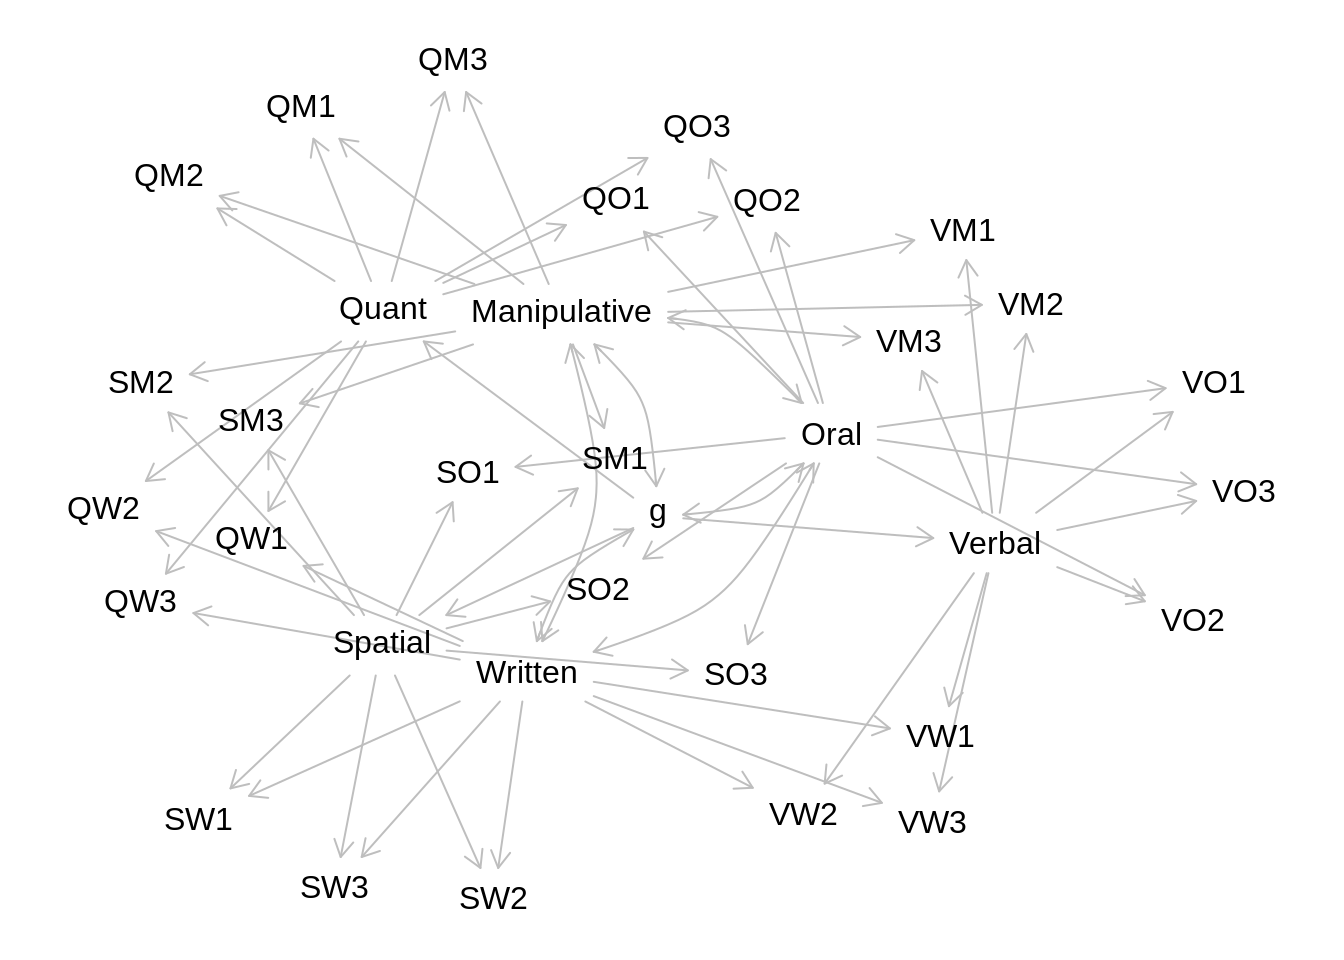 QM3
QM1
QO3
QM2
QO1
QO2
VM1
VM2
Quant
Manipulative
VM3
SM2
VO1
SM3
Oral
SO1
SM1
VO3
QW2
g
QW1
Verbal
SO2
QW3
VO2
Spatial
Written
SO3
VW1
SW1
VW2
VW3
SW3
SW2